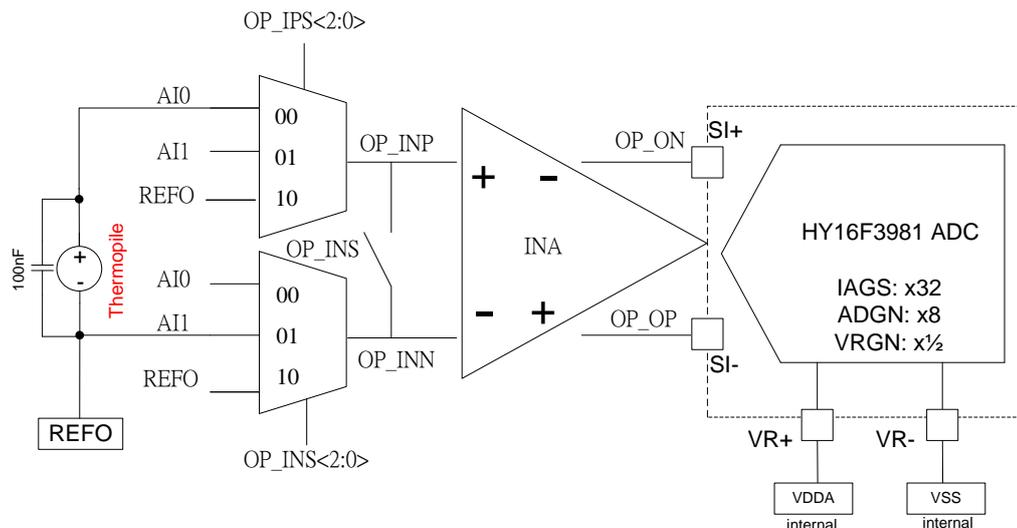 OP_IPS<2:0>
AI0
00
AI1
01
OP_INP
REFO
10
OP_ON
SI+
+
-
INA
HY16F3981 ADC
IAGS: x32
ADGN: x8
VRGN: x½
100nF
+
-
Thermopile
OP_INS
AI0
00
AI1
01
OP_INN
REFO
10
-
+
OP_OP
SI-
REFO
OP_INS<2:0>
VR+
VR-
VDDA
VSS
internal
internal